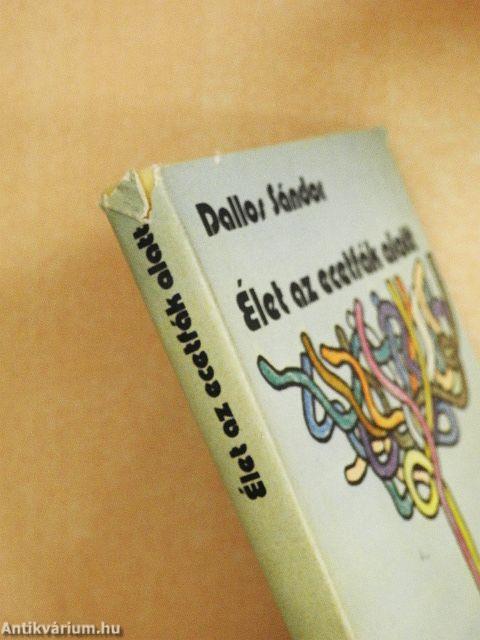 Dallos Sándor
Élet az ecetfák alatt
Élet az ecetfák alatt
Antikvárium.hu